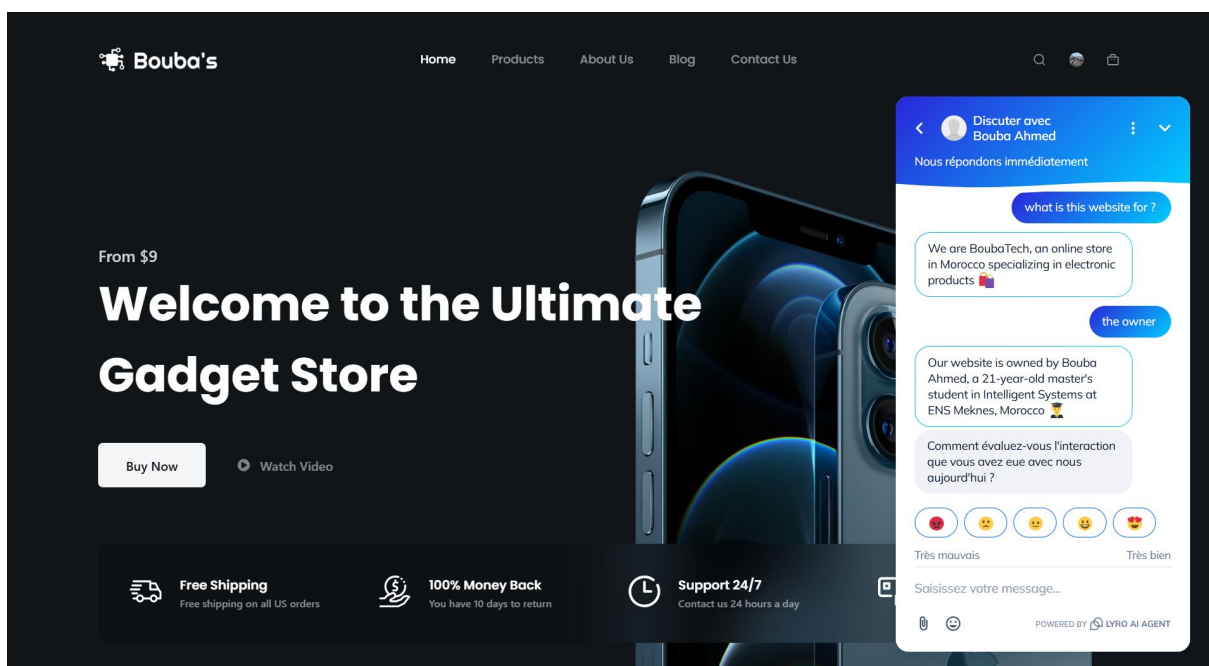 Bouba's
Home Products About Us Blog Contact Us
From $9
Welcome to the Ultimate
Gadget Store
Buy Now
Watch Video
Free Shipping
Free shipping on all US orders
100% Money Back
You have 10 days to return
Support 24/7
Contact us 24 hours a day
Discuter avec
Bouba Ahmed
Nous répondons immédiatement
what is this website for ?
We are BoubaTech, an online store
in Morocco specializing in electronic
products 🛍️
the owner
Our website is owned by Bouba
Ahmed, a 21-year-old master's
student in Intelligent Systems at
ENS Meknes, Morocco 👨‍🎓
Comment évaluez-vous l'interaction
que vous avez eue avec nous
aujourd'hui ?
Très mauvais Très bien
Saisissez votre message...
POWERED BY LYRO AI AGENT